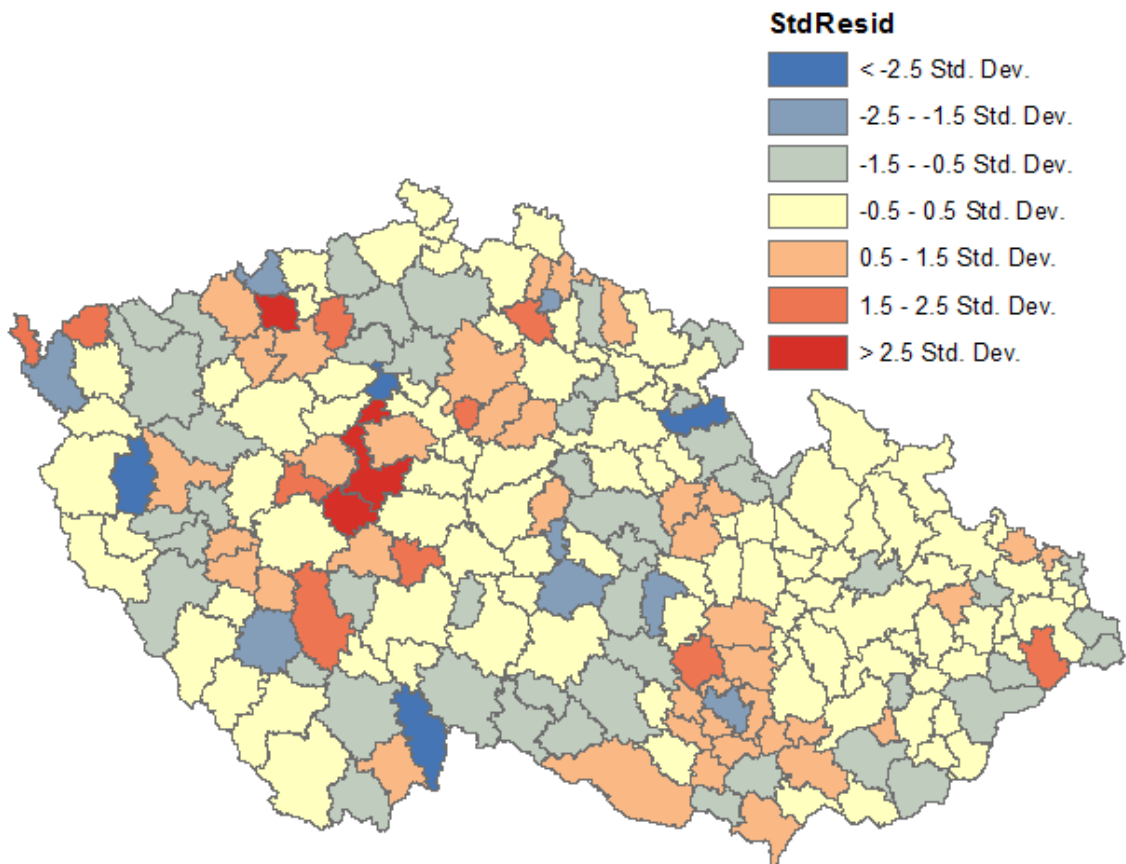 StdResid
< -2.5 Std. Dev.
-2.5 - -1.5 Std. Dev.
-1.5 - -0.5 Std. Dev.
-0.5 - 0.5 Std. Dev.
0.5 - 1.5 Std. Dev.
1.5 - 2.5 Std. Dev.
> 2.5 Std. Dev.